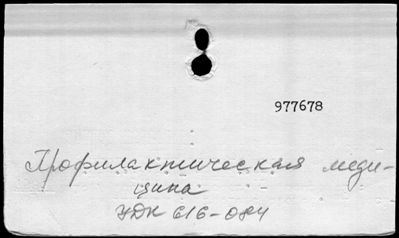 977678
Профилактическая меди-
цина
УДК 616-084